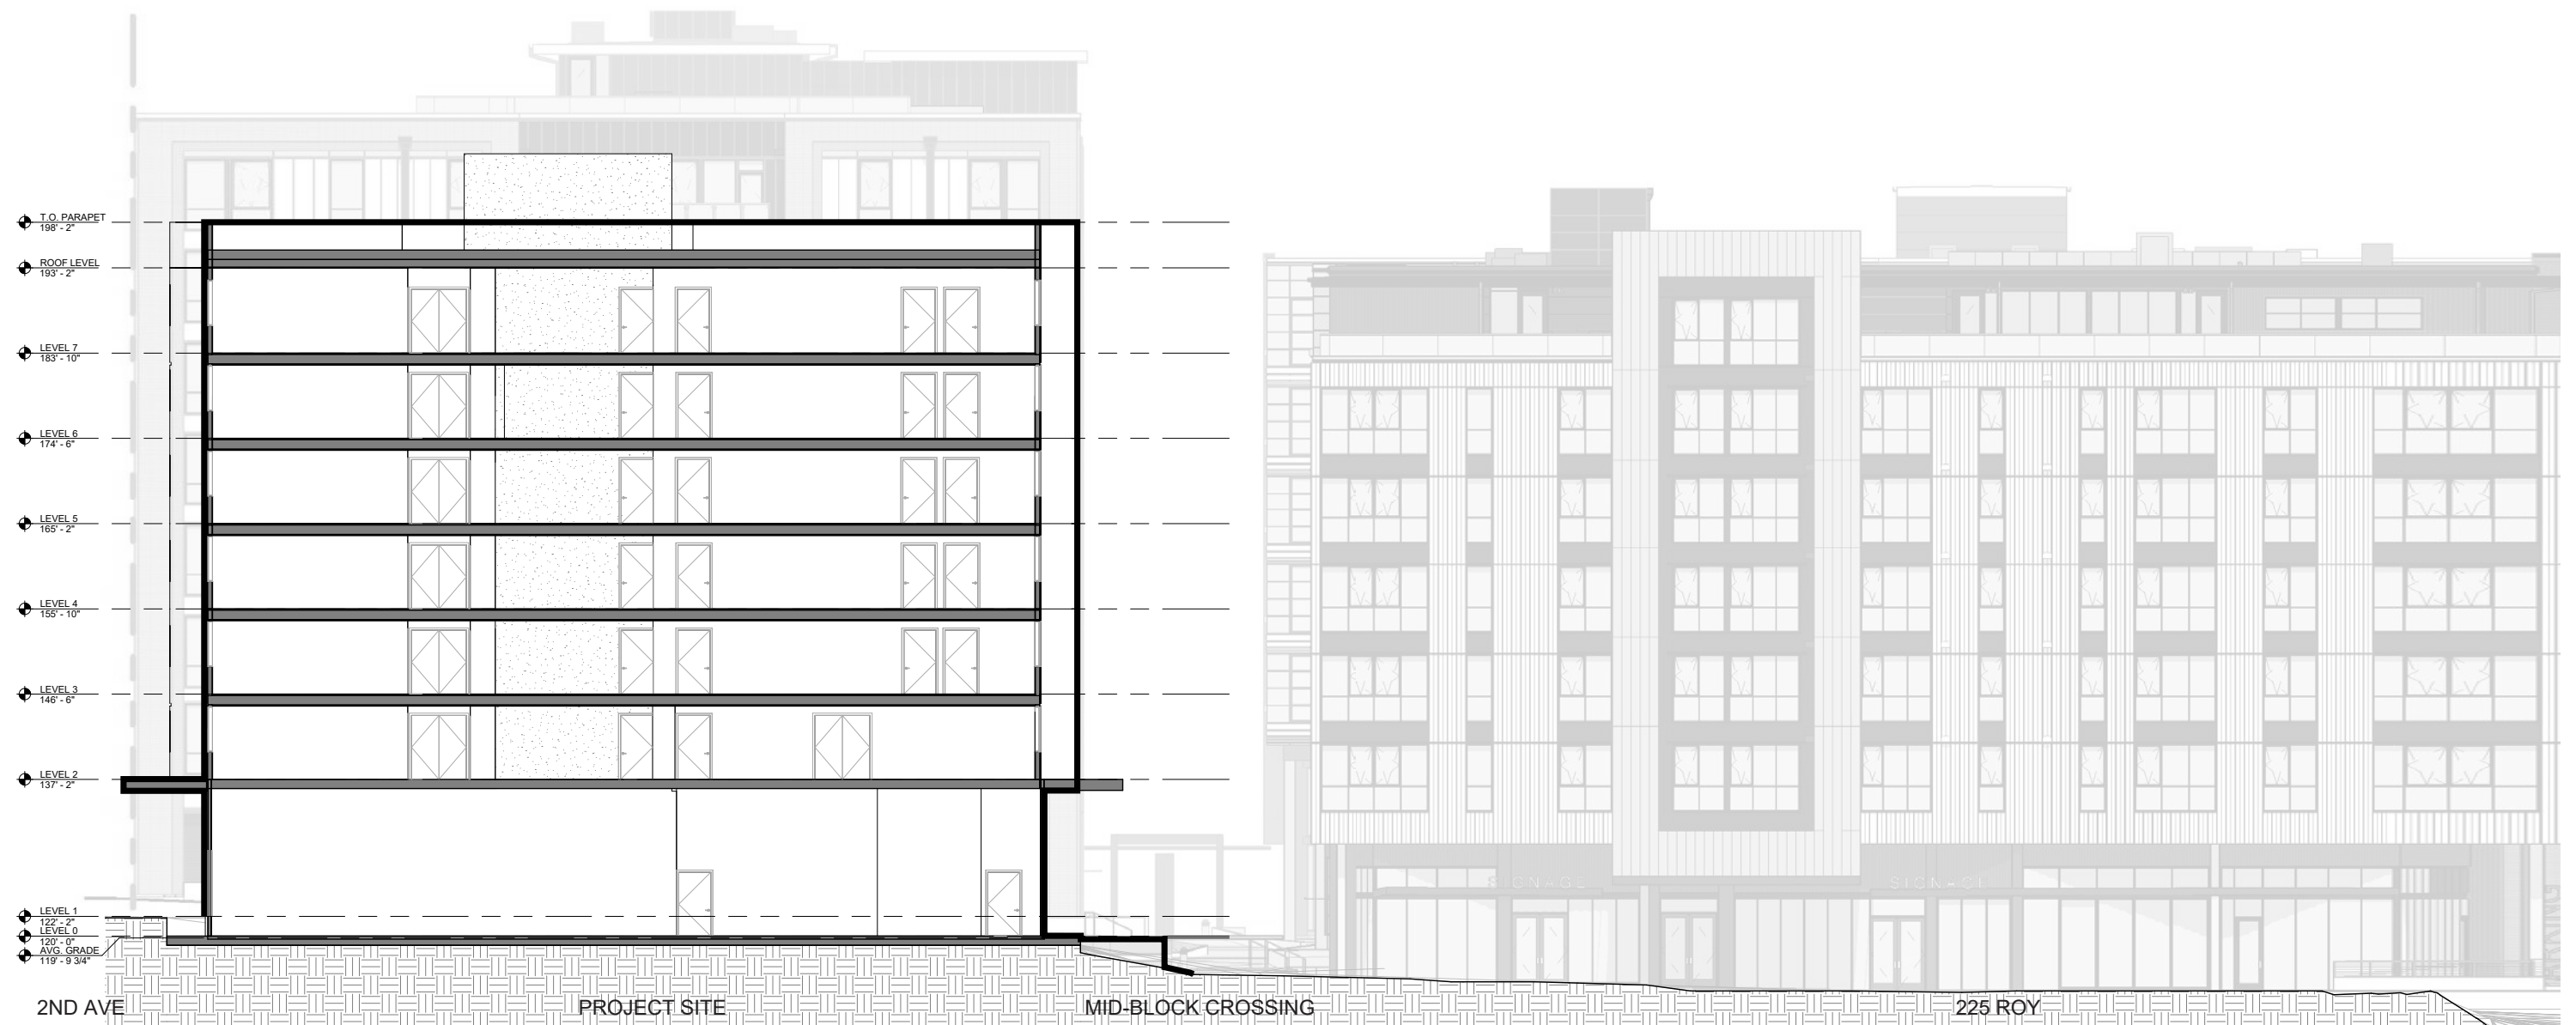 T.O. PARAPET
198' - 2"
ROOF LEVEL
193' - 2"
LEVEL 7
183' - 10"
LEVEL 6
174' - 6"
LEVEL 5
165' - 2"
LEVEL 4
155' - 10"
LEVEL 3
146' - 6"
LEVEL 2
137' - 2"
LEVEL 1
122' - 2"
LEVEL 0
120' - 0"
AVG. GRADE
119' - 9 3/4"
SIGNAGE
SIGNAGE
2ND AVE
PROJECT SITE
MID-BLOCK CROSSING
225 ROY